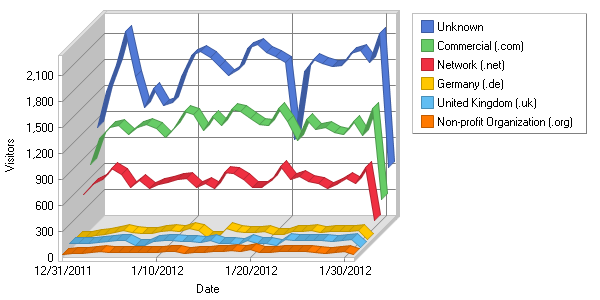 Unknown
Commercial (.com)
Network (.net)
Germany (.de)
United Kingdom (.uk)
Non-profit Organization (.org)
Visitors
2,100
1,800
1,500
1,200
900
600
300
0
12/31/2011 1/10/2012 1/20/2012 1/30/2012
Date